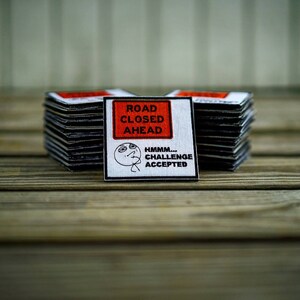 ROAD
CLOSED
AHEAD
HMMM...
CHALLENGE
ACCEPTED